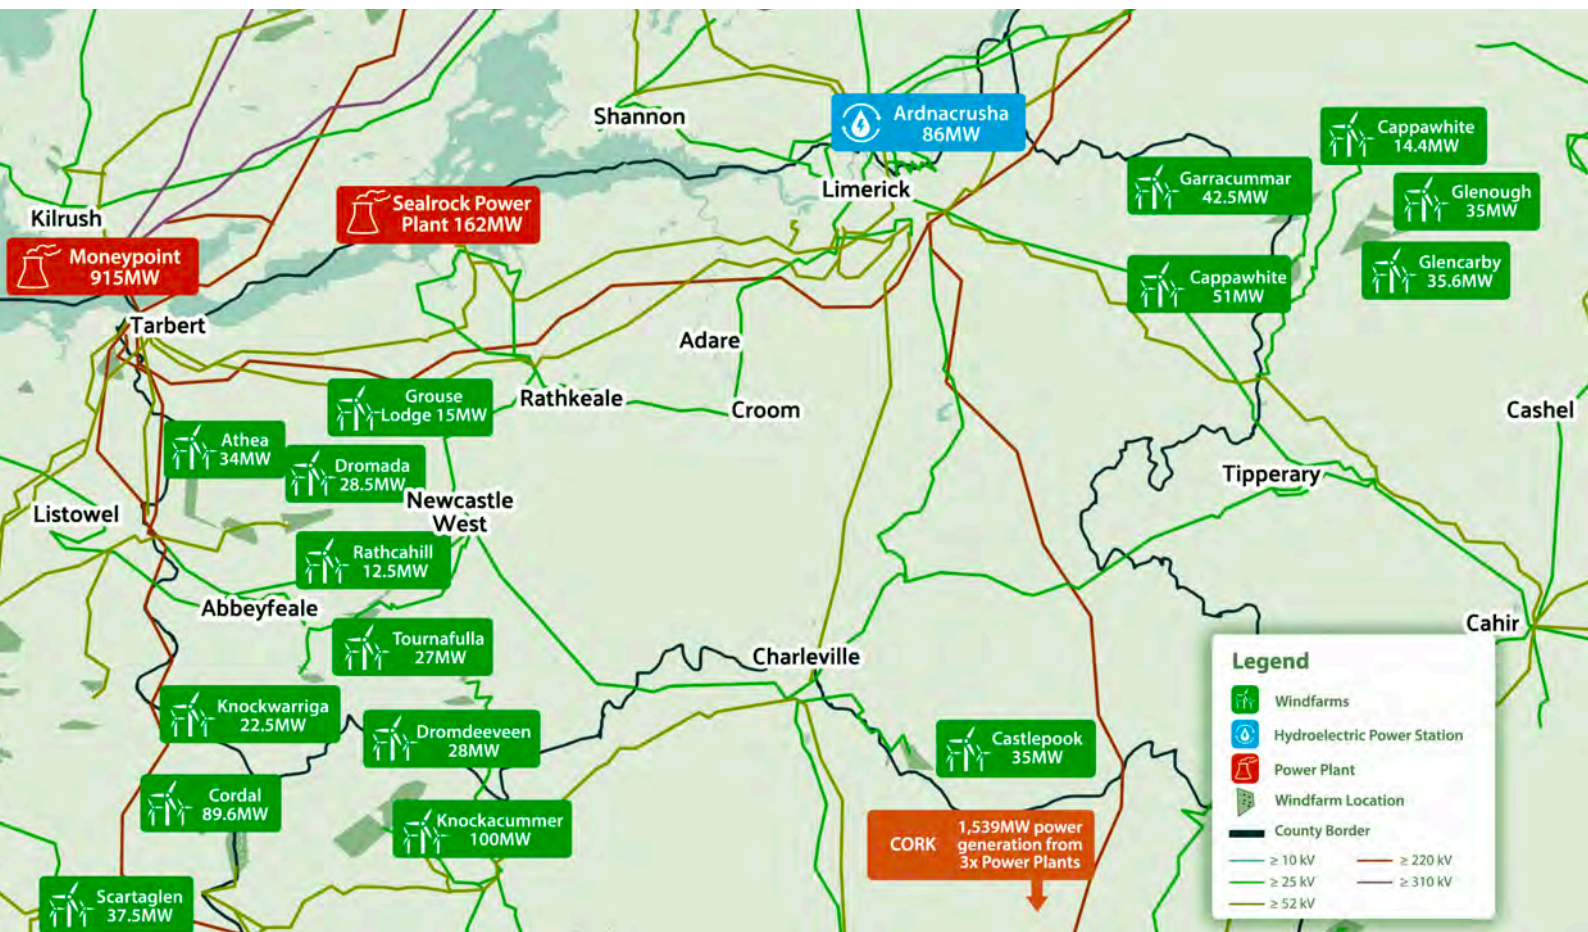 Shannon
Ardnacrusha
86MW
Cappawhite
14.4MW
Limerick
Garracummar
42.5MW
Glenough
35MW
Kilrush
Sealrock Power
Plant 162MW
Moneypoint
915MW
Cappawhite
51MW
Glencarby
35.6MW
Tarbert
Adare
Grouse
Lodge 15MW
Rathkeale
Croom
Cashel
Athea
34MW
Dromada
28.5MW
Newcastle
West
Tipperary
Listowel
Rathcahill
12.5MW
Abbeyfeale
Tournafulla
27MW
Charleville
Cahir
Knockwarriga
22.5MW
Dromdeeveen
28MW
Castlepook
35MW
Cordal
89.6MW
Knockacummer
100MW
CORK
1,539MW power
generation from
3x Power Plants
Scartaglen
37.5MW
Legend
Windfarms
Hydroelectric Power Station
Power Plant
Windfarm Location
County Border
≥ 10 kV
≥ 220 kV
≥ 25 kV
≥ 310 kV
≥ 52 kV